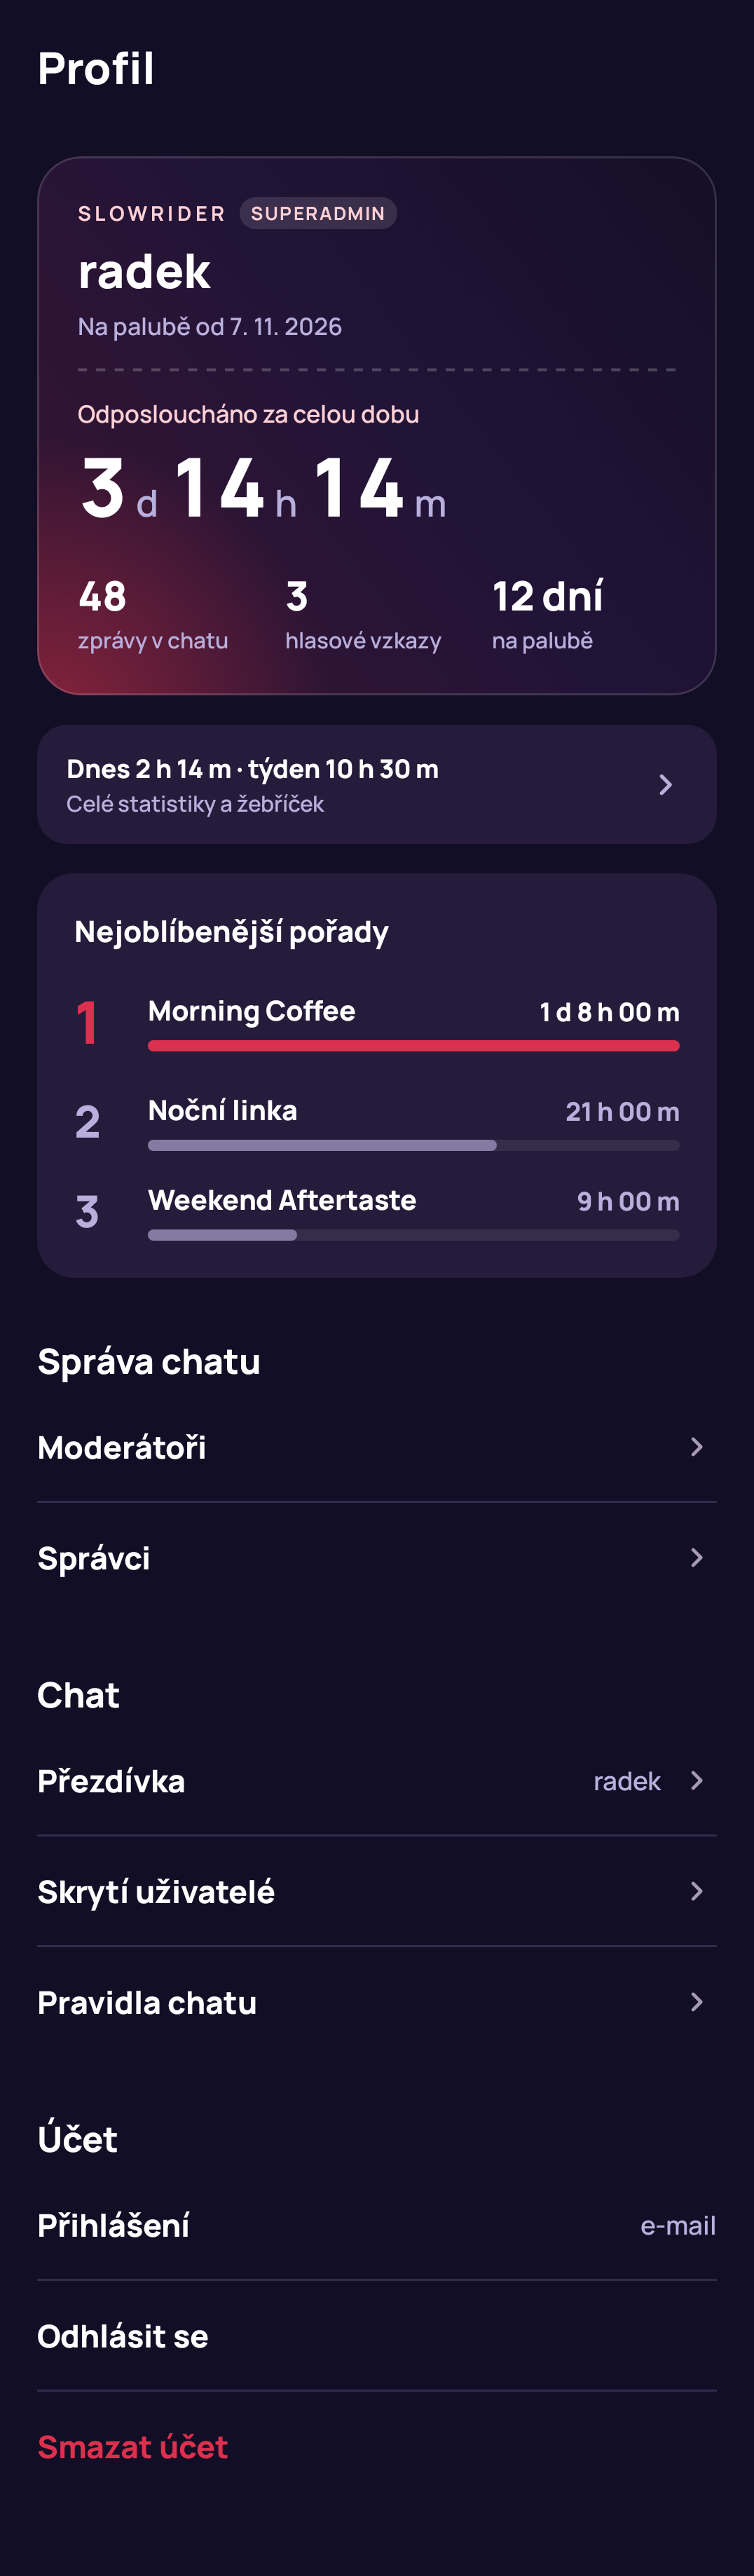 Profil
SLOWRIDER SUPERADMIN
radek
Na palubě od 7. 11. 2026
Odposloucháno za celou dobu
3 d 14 h 14 m
48 3 12 dní
zprávy v chatu hlasové vzkazy na palubě
Dnes 2 h 14 m · týden 10 h 30 m
Celé statistiky a žebříček
Nejoblíbenější pořady
1 Morning Coffee 1 d 8 h 00 m
2 Noční linka 21 h 00 m
3 Weekend Aftertaste 9 h 00 m
Správa chatu
Moderátoři
Správci
Chat
Přezdívka radek
Skrytí uživatelé
Pravidla chatu
Účet
Přihlášení e-mail
Odhlásit se
Smazat účet